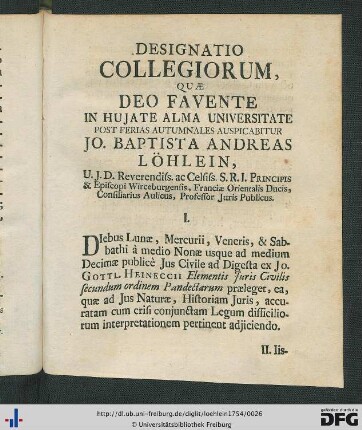 DESIGNATIO
COLLEGIORUM,
QUÆ
DEO FAVENTE
IN HUJATE ALMA UNIVERSITATE
POST FERIAS AUTUMNALES AUSPICABITUR
JO. BAPTISTA ANDREAS
LÖHLEIN,
U. J. D. Reverendiss. ac Celsiss. S. R. I. PRINCIPIS
& Episcopi Wirceburgensis, Franciæ Orientalis Ducis,
Consiliarius Aulicus, Professor Juris Publicus.
I.
DIebus Lunæ, Mercurii, Veneris, & Sab-
bathi à medio Nonæ usque ad medium
Decimæ publicè Jus Civile ad Digesta ex JO.
GOTTL. HEINECCII Elementis Juris Civilis
secundum ordinem Pandectarum præleget, ea,
quæ ad Jus Naturæ, Historiam Juris, accu-
ratam cum crisi conjunctam Legum difficilio-
rum interpretationem pertinent adjiciendo.
II. Iis-
http://dl.ub.uni-freiburg.de/diglit/loehlein1754/0026
© Universitätsbibliothek Freiburg
gefördert durch die
DFG